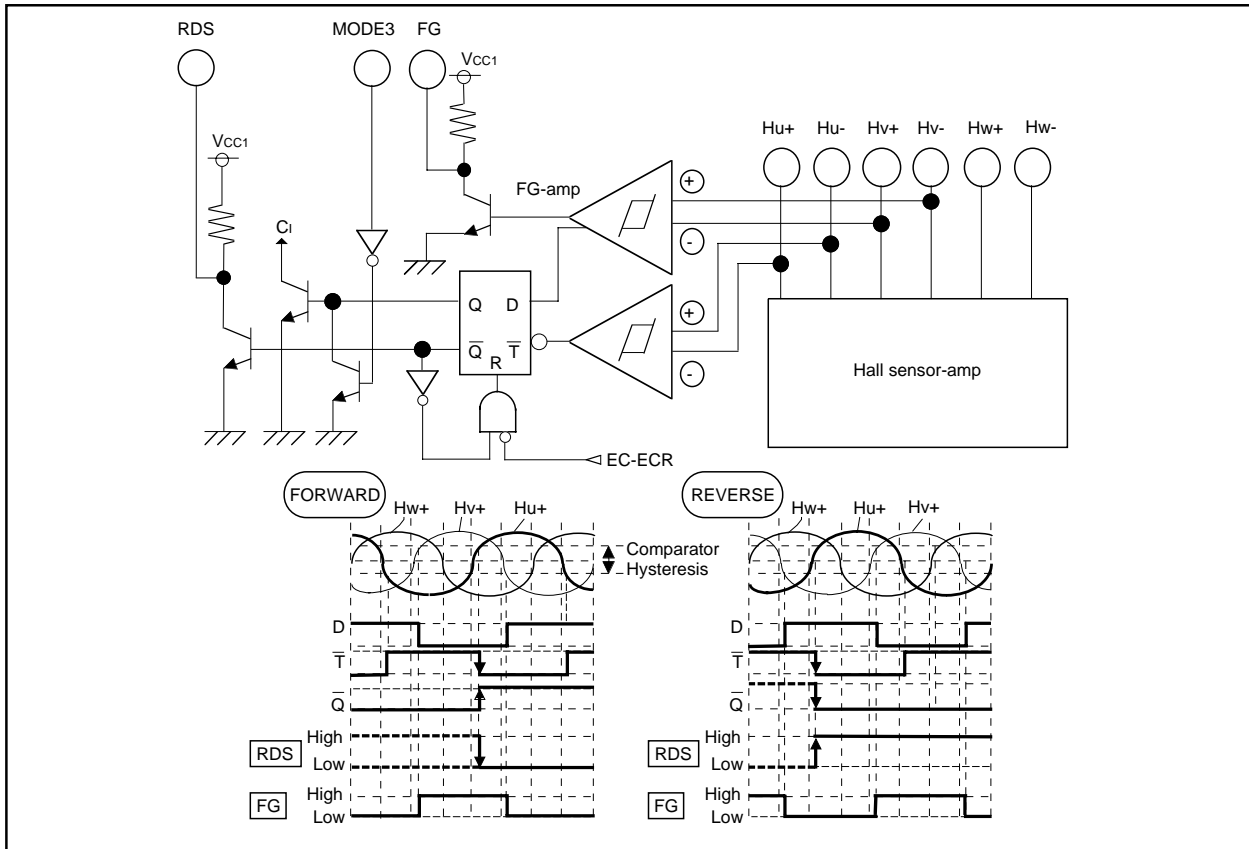 RDS MODE3 FG
VCC1
Hu+ Hu- Hv+ Hv- Hw+ Hw-
VCC1
+
FG-amp
CI
-
Q D
+
Q̅ T̅
R
Hall sensor-amp
-
EC-ECR
FORWARD
Hw+ Hv+ Hu+
Comparator
Hysteresis
D
T̅
Q̅
RDS High
Low
FG High
Low
REVERSE
Hw+ Hu+ Hv+
D
T̅
Q̅
RDS High
Low
FG High
Low